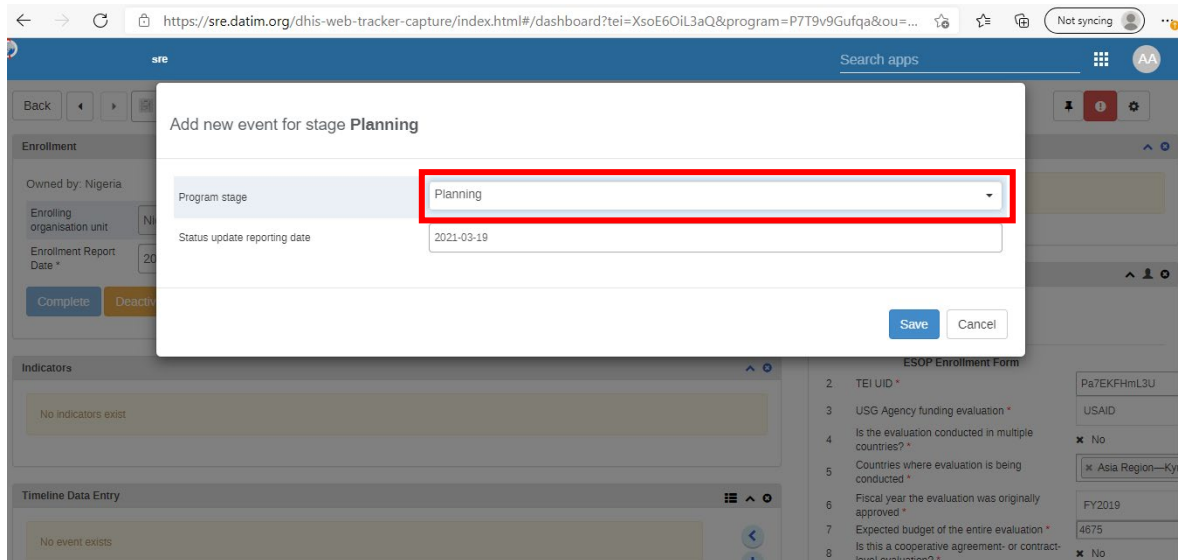 https://sre.datim.org/dhis-web-tracker-capture/index.html#/dashboard?tei=XsoE6OiL3aQ&program=P7T9v9Gufqa&ou=...
Not syncing
sre
Search apps
AA
Back
Add new event for stage Planning
Enrollment
Owned by: Nigeria
Program stage
Planning
Enrolling
organisation unit
Status update reporting date
2021-03-19
Enrollment Report
Date *
20
Complete
Save
Cancel
Indicators
ESOP Enrollment Form
2 TEI UID * Pa7EKFHmL3U
No indicators exist
3 USG Agency funding evaluation * USAID
4 Is the evaluation conducted in multiple
countries? * No
5 Countries where evaluation is being
conducted * Asia Region—Ky
Timeline Data Entry
6 Fiscal year the evaluation was originally
approved * FY2019
No event exists
7 Expected budget of the entire evaluation * 4675
8 Is this a cooperative agreement- or contract-
level evaluation? * No